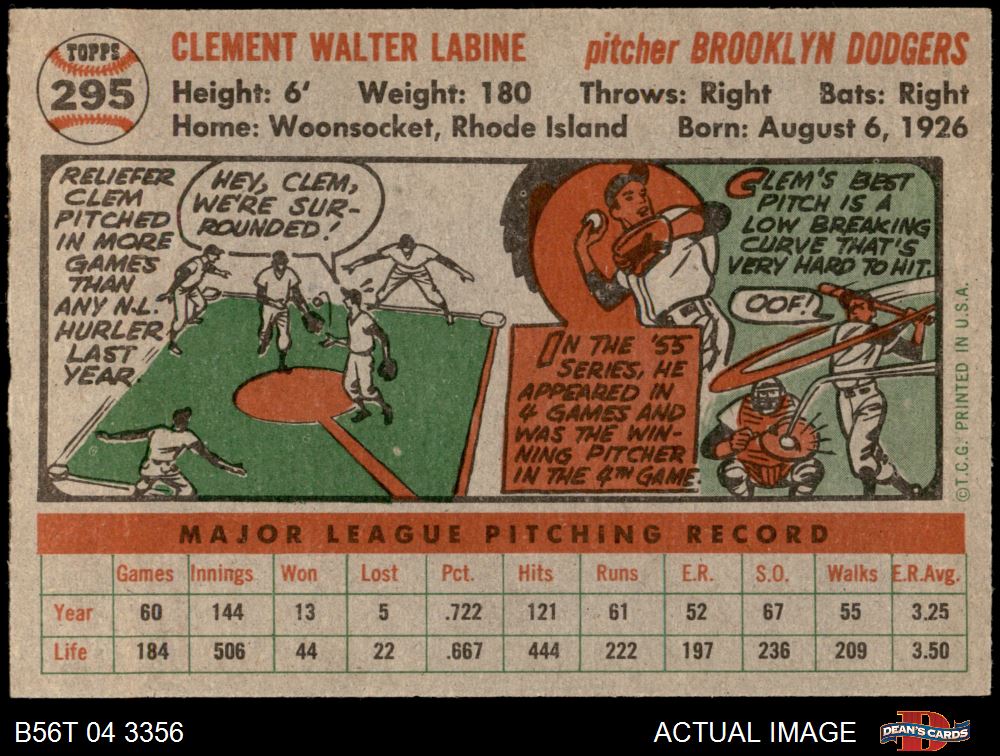 TOPPS
295
CLEMENT WALTER LABINE pitcher BROOKLYN DODGERS
Height: 6' Weight: 180 Throws: Right Bats: Right
Home: Woonsocket, Rhode Island Born: August 6, 1926
RELIEFER
CLEM
PITCHED
IN MORE
GAMES
THAN
ANY N.L.
HURLER
LAST
YEAR.
HEY, CLEM,
WE'RE SUR-
ROUNDED!
IN THE '55
SERIES, HE
APPEARED IN
4 GAMES AND
WAS THE WIN-
NING PITCHER
IN THE 4TH GAME.
CLEM'S BEST
PITCH IS A
LOW BREAKING
CURVE THAT'S
VERY HARD TO HIT.
OOF!
©T.C.G. PRINTED IN U.S.A.
MAJOR LEAGUE PITCHING RECORD
Games Innings Won Lost Pct. Hits Runs E.R. S.O. Walks E.R.Avg.
Year 60 144 13 5 .722 121 61 52 67 55 3.25
Life 184 506 44 22 .667 444 222 197 236 209 3.50
B56T 04 3356 ACTUAL IMAGE DEAN'S CARDS